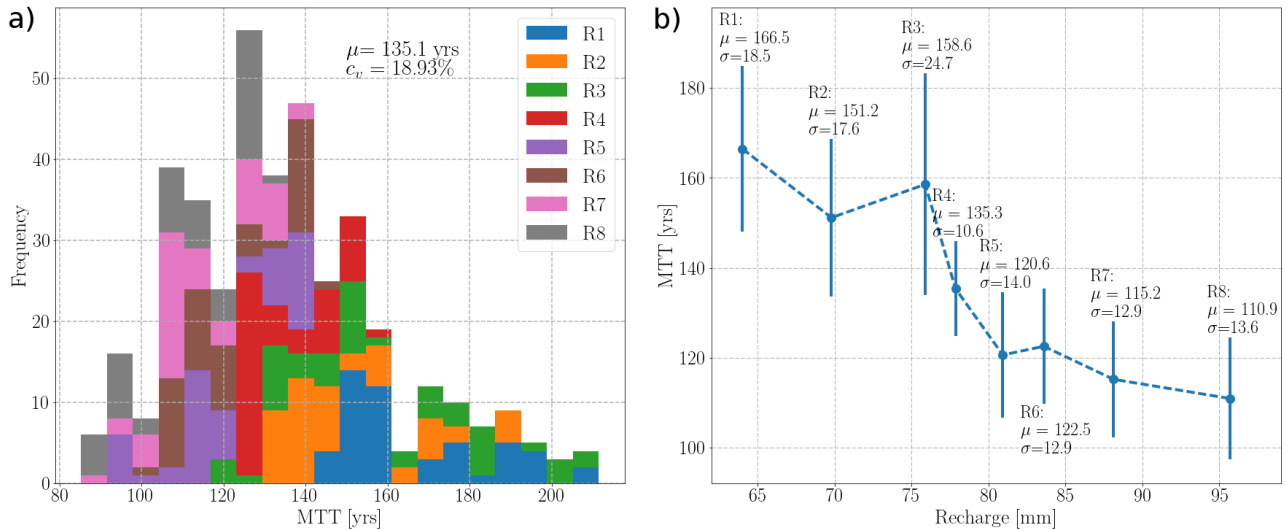 a)
μ= 135.1 yrs
c_v = 18.93%
R1
R2
R3
R4
R5
R6
R7
R8
Frequency
50
40
30
20
10
0
80
100
120
140
160
180
200
MTT [yrs]
b)
R1:
μ = 166.5
σ=18.5
R2:
μ = 151.2
σ=17.6
R3:
μ = 158.6
σ=24.7
R4:
μ = 135.3
σ=10.6
R5:
μ = 120.6
σ=14.0
R6:
μ = 122.5
σ=12.9
R7:
μ = 115.2
σ=12.9
R8:
μ = 110.9
σ=13.6
MTT [yrs]
180
160
140
120
100
65
70
75
80
85
90
95
Recharge [mm]